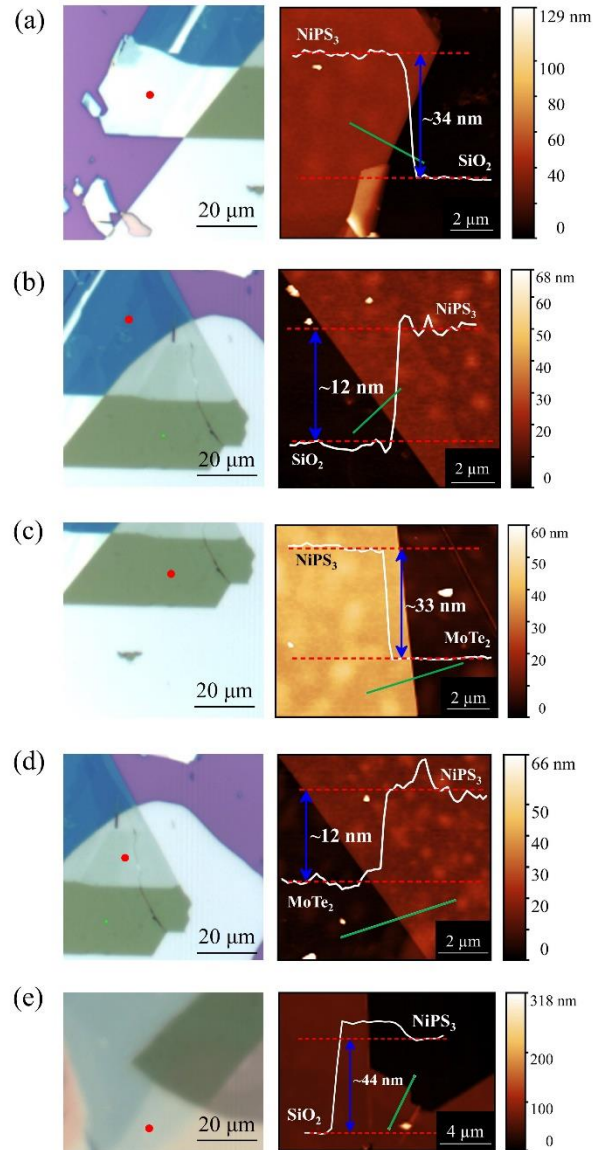 (a)
NiPS3
~34 nm
SiO2
20 μm
2 μm
129 nm
100
80
60
40
0
(b)
NiPS3
~12 nm
SiO2
20 μm
2 μm
68 nm
60
50
40
30
20
10
0
(c)
NiPS3
~33 nm
MoTe2
20 μm
2 μm
60 nm
50
40
30
20
10
0
(d)
NiPS3
~12 nm
MoTe2
20 μm
2 μm
66 nm
50
40
30
20
10
0
(e)
NiPS3
~44 nm
SiO2
20 μm
4 μm
318 nm
200
100
0